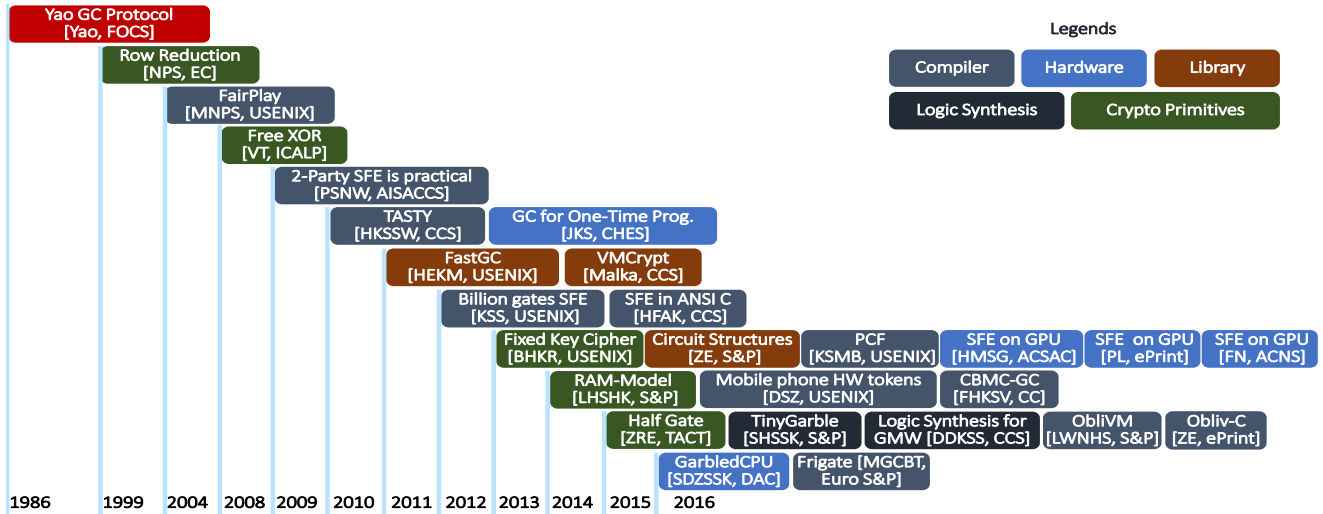 Yao GC Protocol
[Yao, FOCS]
Legends
Row Reduction
[NPS, EC]
Compiler
Hardware
Library
FairPlay
[MNPS, USENIX]
Logic Synthesis
Crypto Primitives
Free XOR
[VT, ICALP]
2-Party SFE is practical
[PSNW, AISACCS]
TASTY
[HKSSW, CCS]
GC for One-Time Prog.
[JKS, CHES]
FastGC
[HEKM, USENIX]
VMCrypt
[Malka, CCS]
Billion gates SFE
[KSS, USENIX]
SFE in ANSI C
[HFAK, CCS]
Fixed Key Cipher
[BHKR, USENIX]
Circuit Structures
[ZE, S&P]
PCF
[KSMB, USENIX]
SFE on GPU
[HMSG, ACSAC]
SFE on GPU
[PL, ePrint]
SFE on GPU
[FN, ACNS]
RAM-Model
[LHSHK, S&P]
Mobile phone HW tokens
[DSZ, USENIX]
CBMC-GC
[FHKSV, CC]
Half Gate
[ZRE, TACT]
TinyGarble
[SHSSK, S&P]
Logic Synthesis for
GMW [DDKSS, CCS]
ObliVM
[LWNHS, S&P]
Obliv-C
[ZE, ePrint]
GarbledCPU
[SDZSSK, DAC]
Frigate [MGCBT,
Euro S&P]
1986 1999 2004 2008 2009 2010 2011 2012 2013 2014 2015 2016